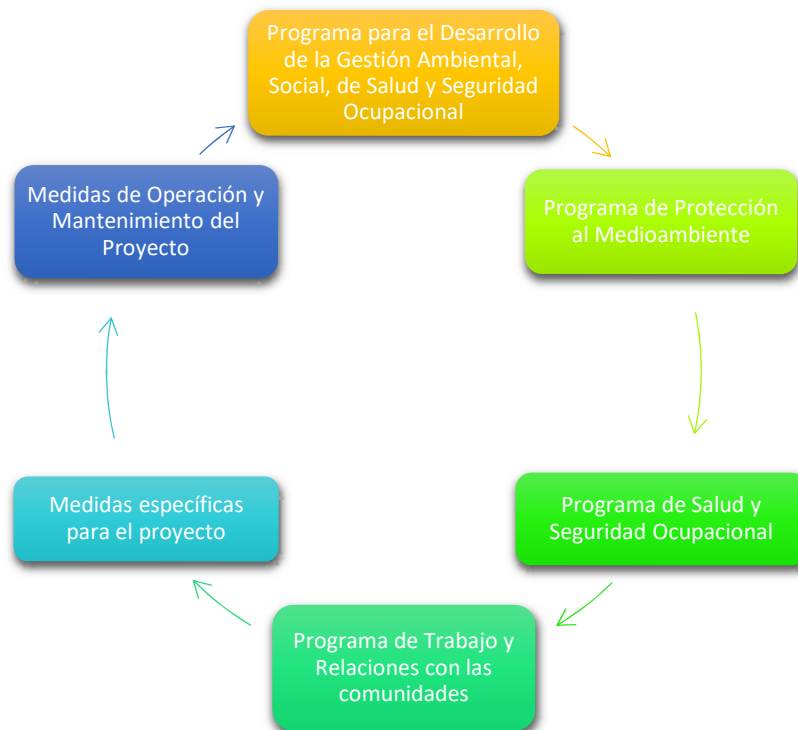 Programa para el Desarrollo
de la Gestión Ambiental,
Social, de Salud y Seguridad
Ocupacional
Programa de Protección
al Medioambiente
Programa de Salud y
Seguridad Ocupacional
Programa de Trabajo y
Relaciones con las
comunidades
Medidas específicas
para el proyecto
Medidas de Operación y
Mantenimiento del
Proyecto